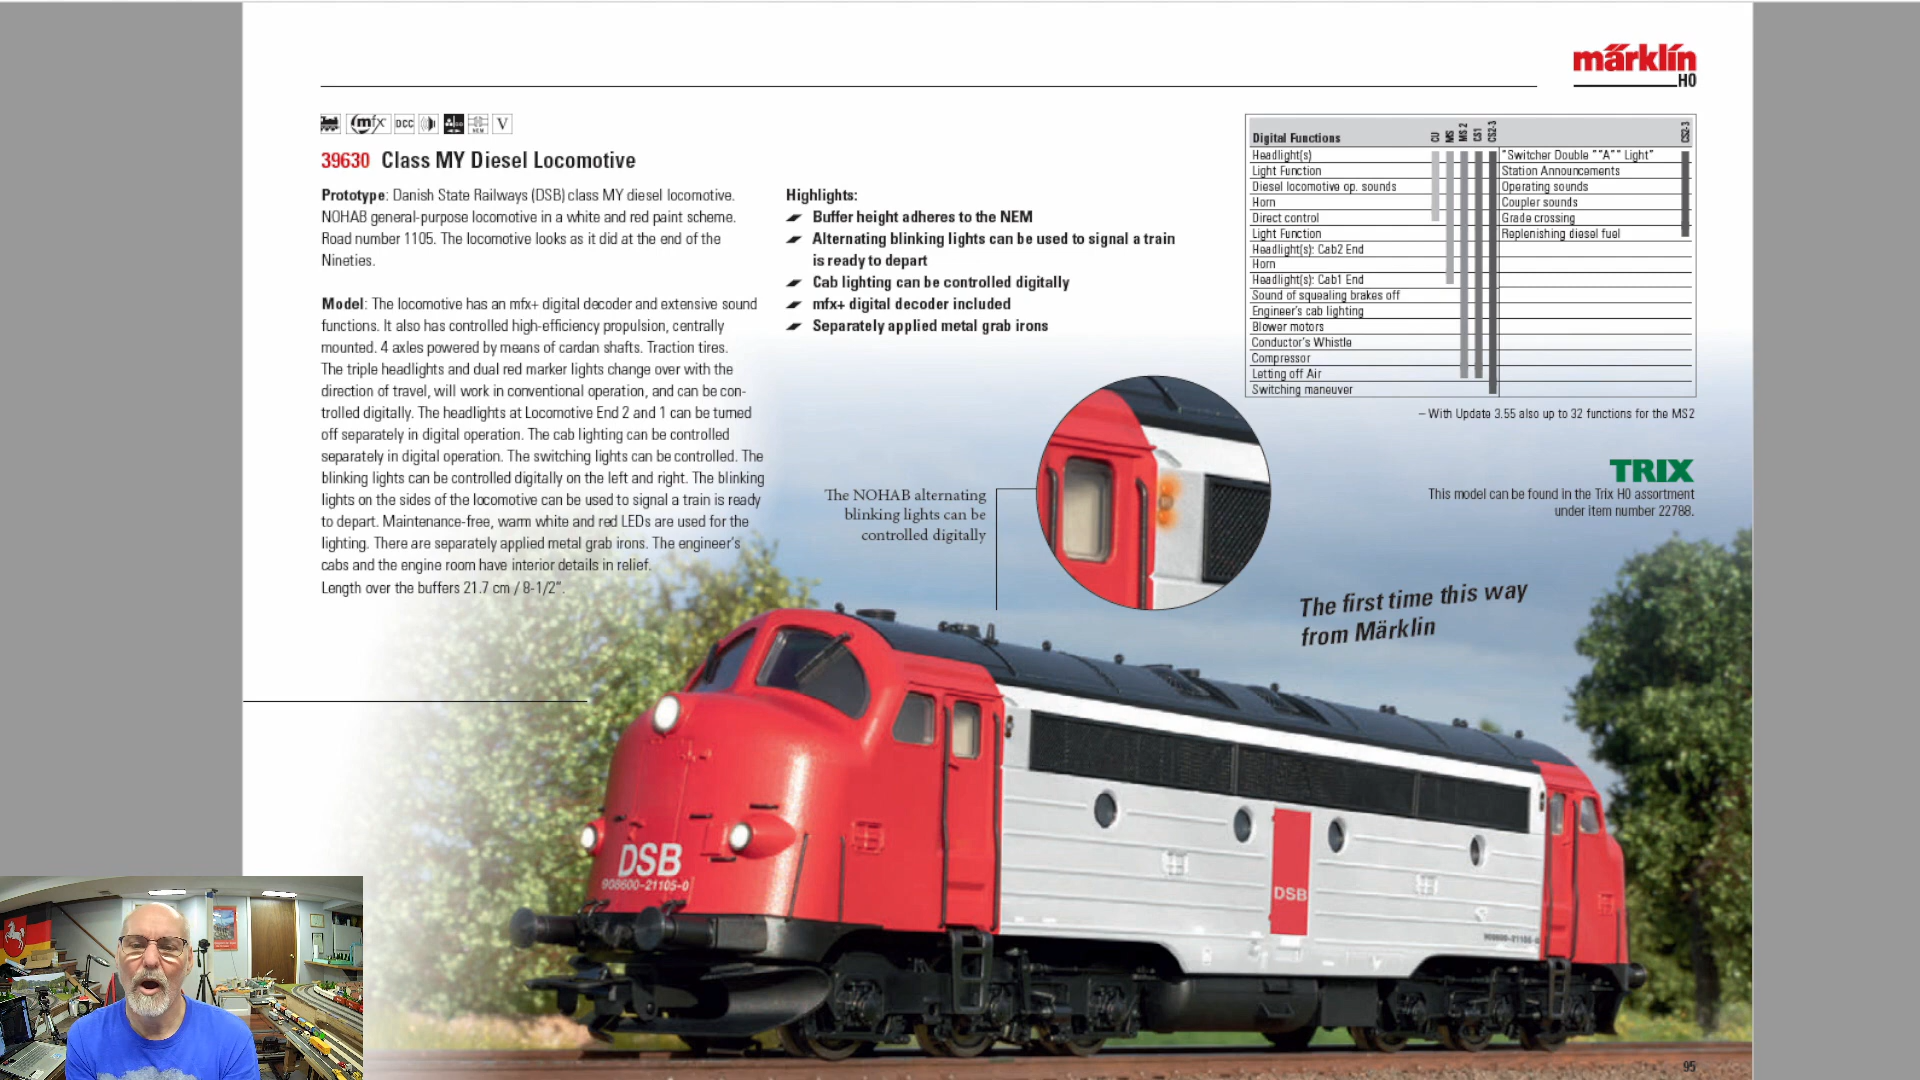 märklín
H0
mfx DCC NEM V
39630 Class MY Diesel Locomotive
Prototype: Danish State Railways (DSB) class MY diesel locomotive.
NOHAB general-purpose locomotive in a white and red paint scheme.
Road number 1105. The locomotive looks as it did at the end of the
Nineties.
Model: The locomotive has an mfx+ digital decoder and extensive sound
functions. It also has controlled high-efficiency propulsion, centrally
mounted. 4 axles powered by means of cardan shafts. Traction tires.
The triple headlights and dual red marker lights change over with the
direction of travel, will work in conventional operation, and can be con-
trolled digitally. The headlights at Locomotive End 2 and 1 can be turned
off separately in digital operation. The cab lighting can be controlled
separately in digital operation. The switching lights can be controlled. The
blinking lights can be controlled digitally on the left and right. The blinking
lights on the sides of the locomotive can be used to signal a train is ready
to depart. Maintenance-free, warm white and red LEDs are used for the
lighting. There are separately applied metal grab irons. The engineer's
cabs and the engine room have interior details in relief.
Length over the buffers 21.7 cm / 8-1/2".
Highlights:
Buffer height adheres to the NEM
Alternating blinking lights can be used to signal a train
is ready to depart
Cab lighting can be controlled digitally
mfx+ digital decoder included
Separately applied metal grab irons
Digital Functions CU MS MS 2 CS1 CS2-3
Headlight(s)
Light Function
Diesel locomotive op. sounds
Horn
Direct control
Light Function
Headlight(s): Cab2 End
Horn
Headlight(s): Cab1 End
Sound of squealing brakes off
Engineer's cab lighting
Blower motors
Conductor's Whistle
Compressor
Letting off Air
Switching maneuver
CS2-3
"Switcher Double ""A"" Light"
Station Announcements
Operating sounds
Coupler sounds
Grade crossing
Replenishing diesel fuel
– With Update 3.55 also up to 32 functions for the MS2
TRIX
This model can be found in the Trix H0 assortment
under item number 22788.
The NOHAB alternating
blinking lights can be
controlled digitally
The first time this way
from Märklin
DSB
908600-21105-0
DSB
95